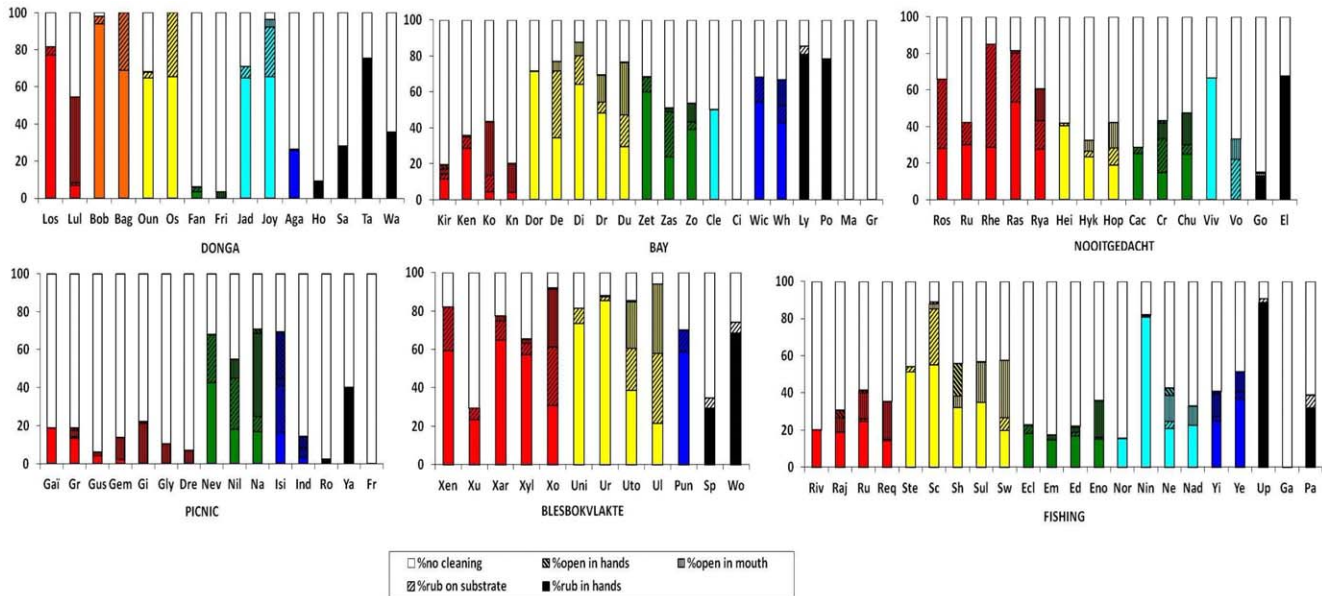 100
80
60
40
20
0
Los Lul Bob Bag Oun Os Fan Fri Jad Joy Aga Ho Sa Ta Wa
DONGA
100
80
60
40
20
0
Kir Ken Ko Kn Dor De Di Dr Du Zet Zas Zo Cle Ci Wic Wh Ly Po Ma Gr
BAY
100
80
60
40
20
0
Ros Ru Rhe Ras Rya Hei Hyk Hop Cac Cr Chu Viv Vo Go El
NOOITGEDACHT
100
80
60
40
20
0
Gaï Gr Gus Gem Gi Gly Dre Nev Nil Na Isi Ind Ro Ya Fr
PICNIC
100
80
60
40
20
0
Xen Xu Xar Xyl Xo Uni Ur Uto Ul Pun Sp Wo
BLESBOKVLAKTE
100
80
60
40
20
0
Riv Raj Ru Req Ste Sc Sh Sul Sw Ecl Em Ed Eno Nor Nin Ne Nad Yi Ye Up Ga Pa
FISHING
%no cleaning %open in hands %open in mouth
%rub on substrate %rub in hands